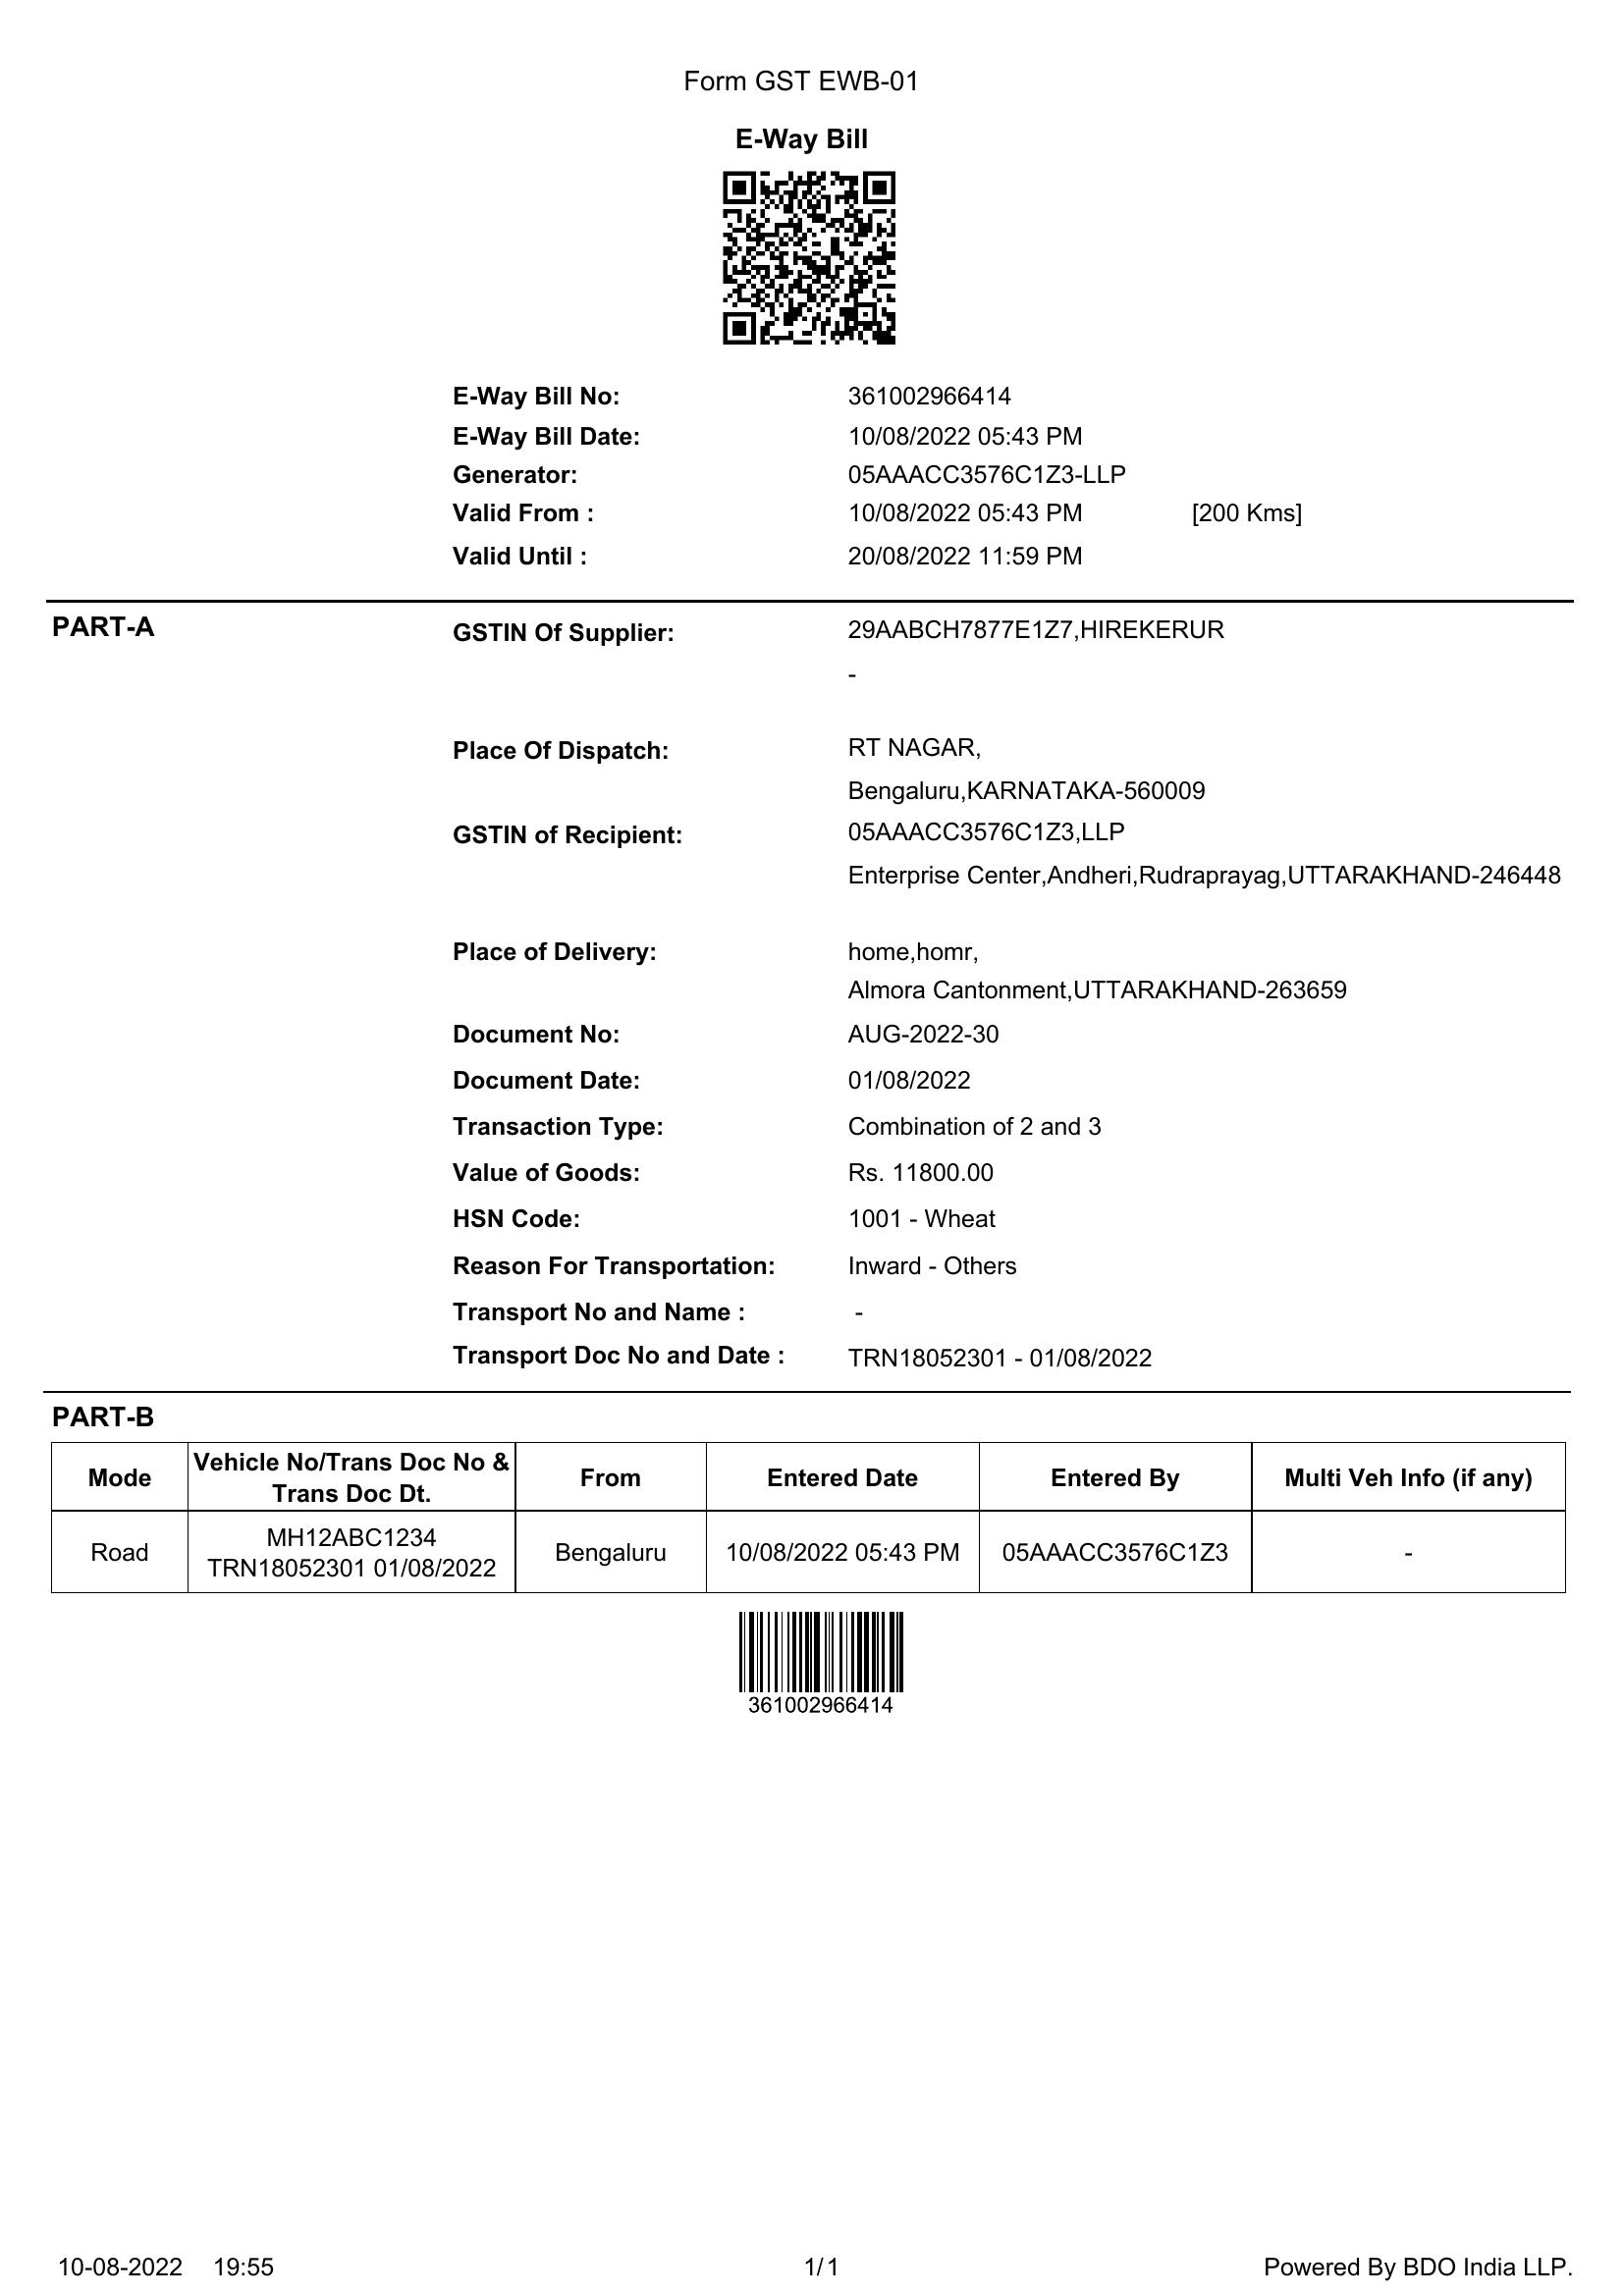 Form GST EWB-01
E-Way Bill
E-Way Bill No: 361002966414
E-Way Bill Date: 10/08/2022 05:43 PM
Generator: 05AAACC3576C1Z3-LLP
Valid From : 10/08/2022 05:43 PM [200 Kms]
Valid Until : 20/08/2022 11:59 PM
PART-A
GSTIN Of Supplier: 29AABCH7877E1Z7,HIREKERUR
-
Place Of Dispatch: RT NAGAR,
Bengaluru,KARNATAKA-560009
GSTIN of Recipient: 05AAACC3576C1Z3,LLP
Enterprise Center,Andheri,Rudraprayag,UTTARAKHAND-246448
Place of Delivery: home,homr,
Almora Cantonment,UTTARAKHAND-263659
Document No: AUG-2022-30
Document Date: 01/08/2022
Transaction Type: Combination of 2 and 3
Value of Goods: Rs. 11800.00
HSN Code: 1001 - Wheat
Reason For Transportation: Inward - Others
Transport No and Name : -
Transport Doc No and Date : TRN18052301 - 01/08/2022
PART-B
Mode Vehicle No/Trans Doc No & Trans Doc Dt. From Entered Date Entered By Multi Veh Info (if any)
Road MH12ABC1234 TRN18052301 01/08/2022 Bengaluru 10/08/2022 05:43 PM 05AAACC3576C1Z3 -
361002966414
10-08-2022 19:55 1/1 Powered By BDO India LLP.